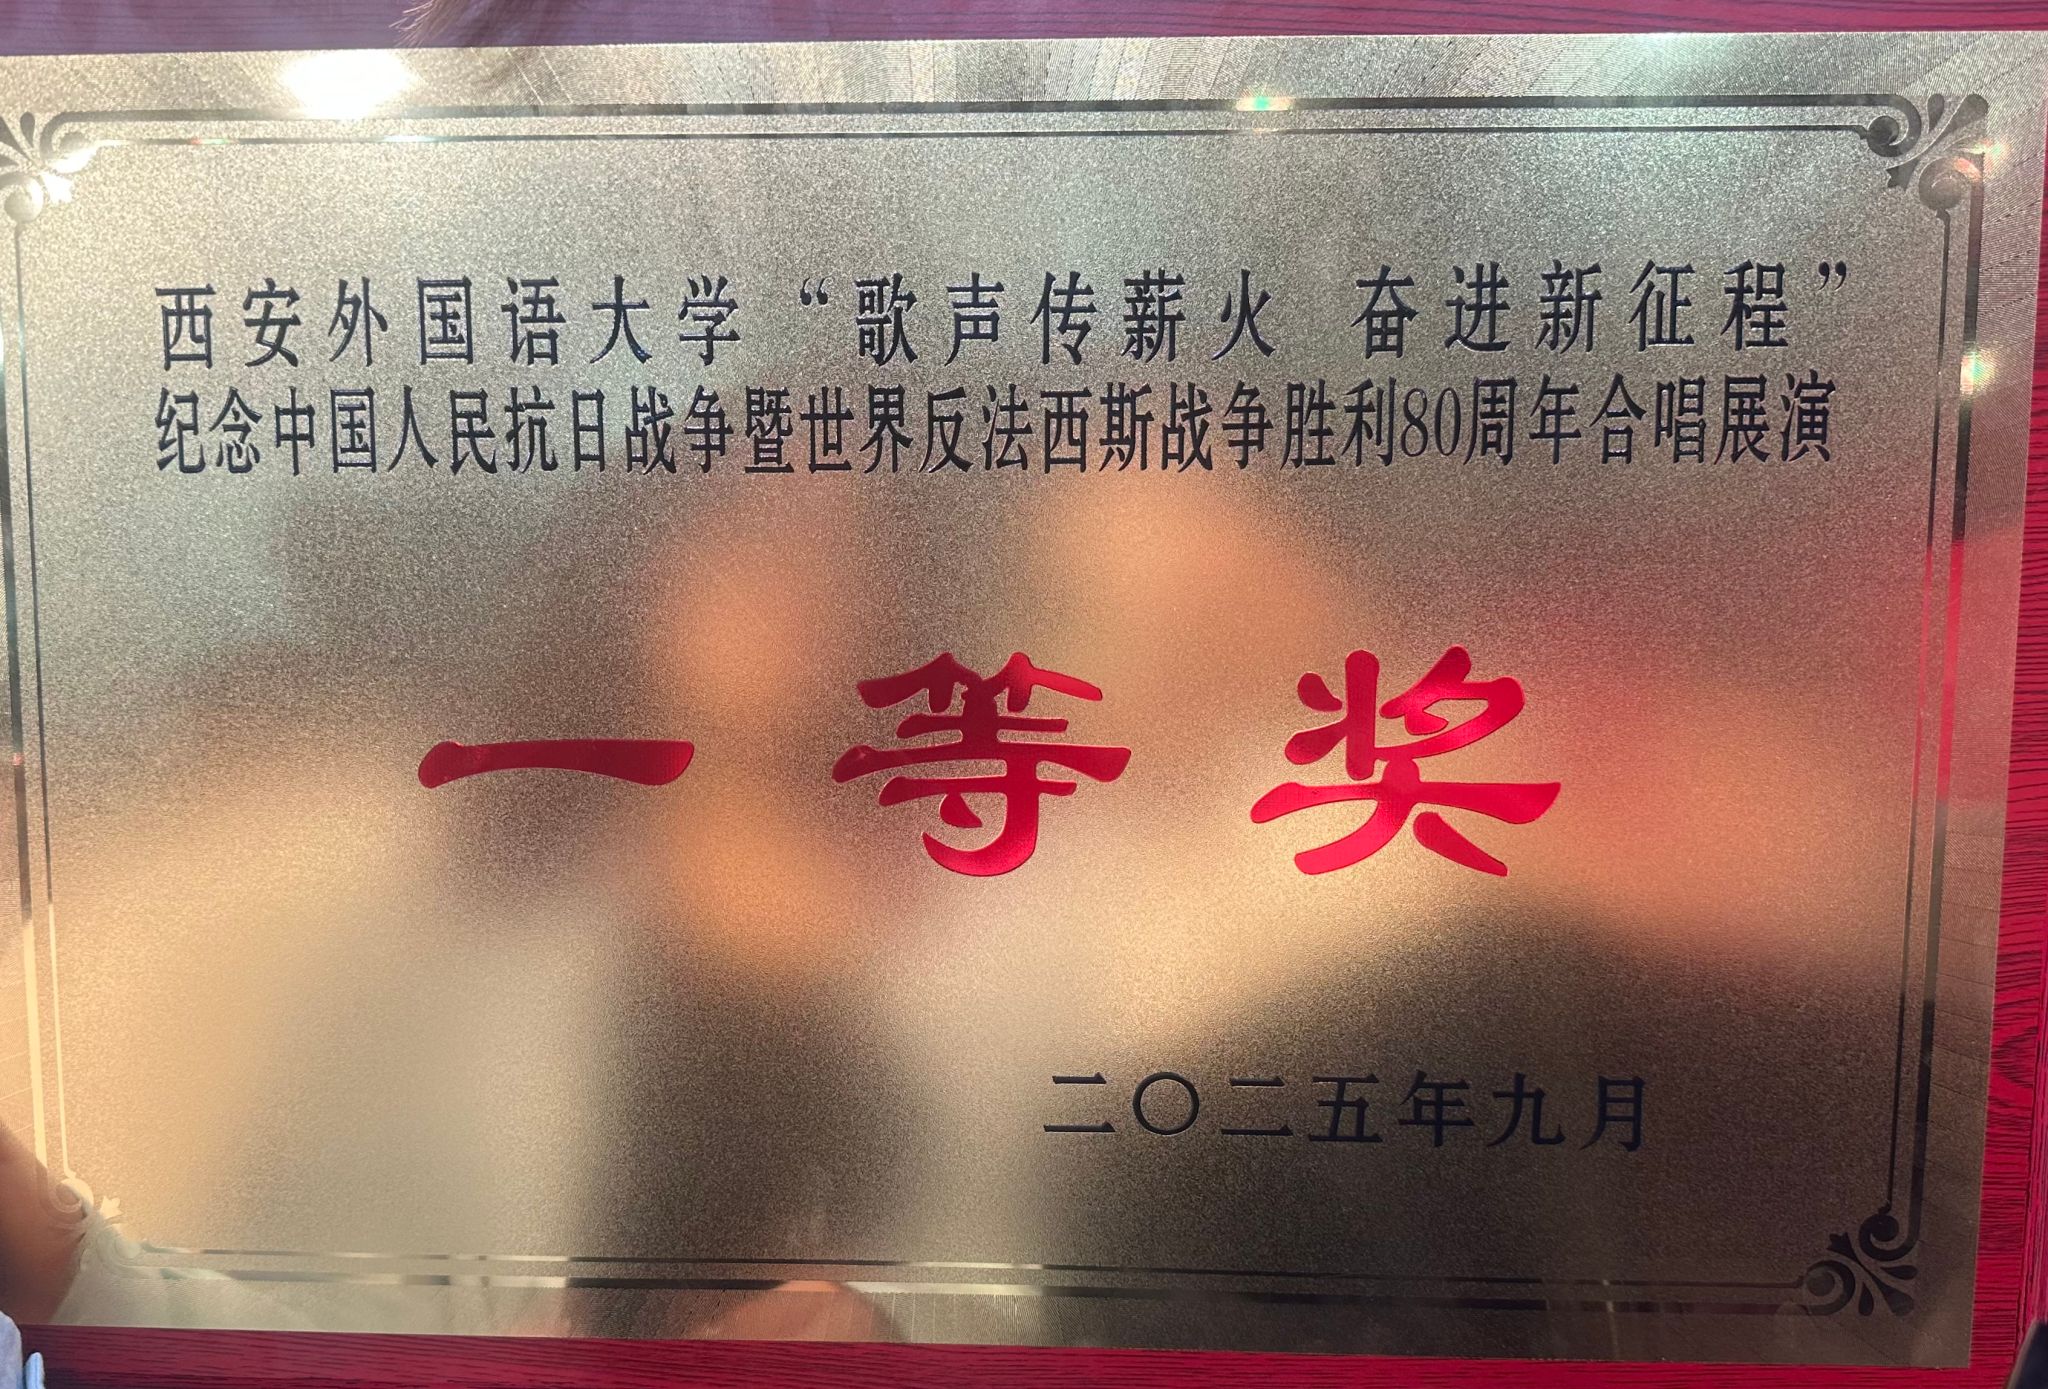 西安外国语大学“歌声传薪火 奋进新征程”
纪念中国人民抗日战争暨世界反法西斯战争胜利80周年合唱展演
一等奖
二〇二五年九月